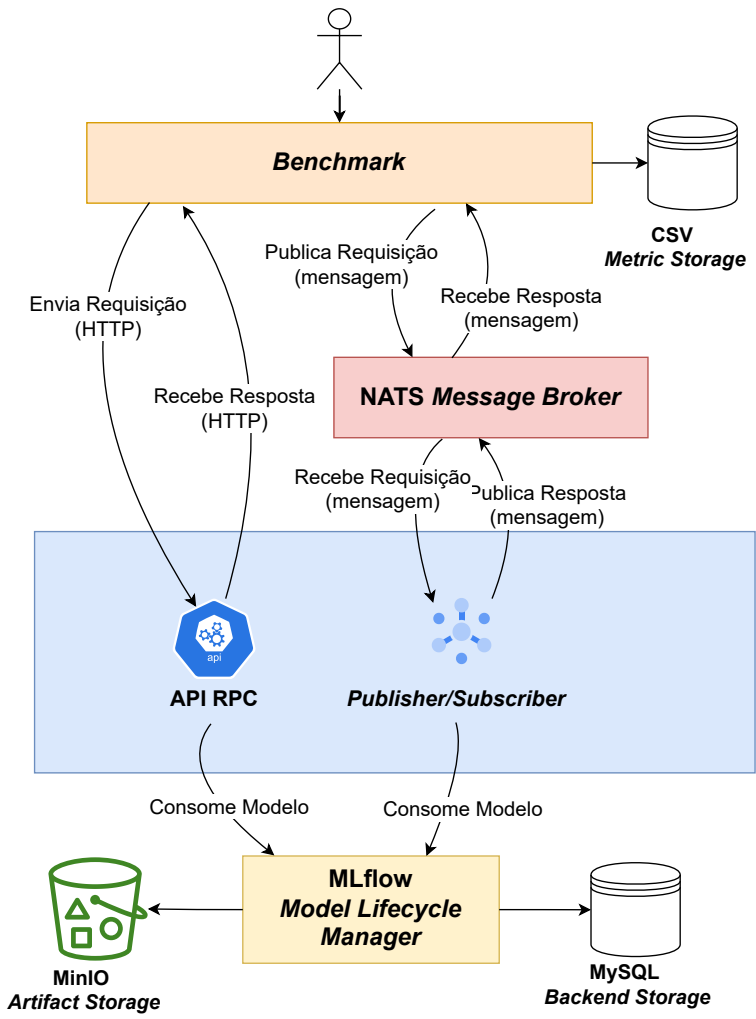 Benchmark
CSV
Metric Storage
Publica Requisição
(mensagem)
Recebe Resposta
(mensagem)
Envia Requisição
(HTTP)
Recebe Resposta
(HTTP)
NATS Message Broker
Recebe Requisição
(mensagem)
Publica Resposta
(mensagem)
api
API RPC
Publisher/Subscriber
Consome Modelo
Consome Modelo
MLflow
Model Lifecycle
Manager
MinIO
Artifact Storage
MySQL
Backend Storage